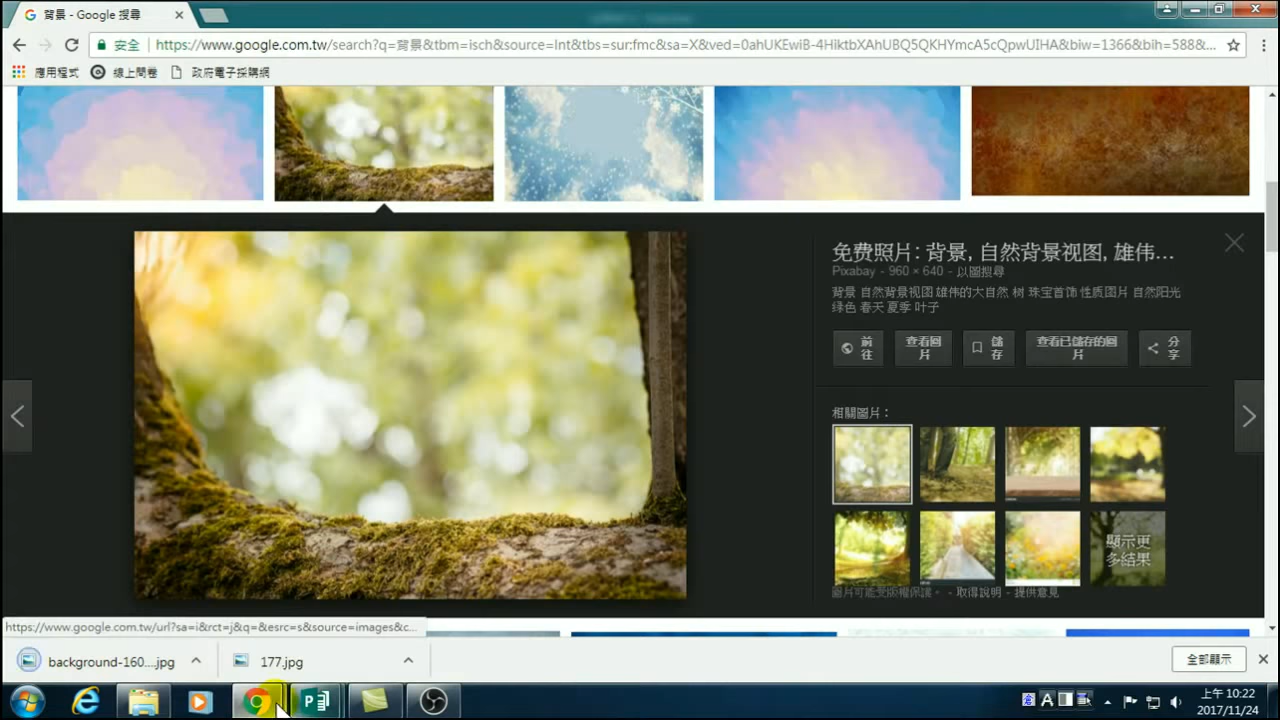 背景 - Google 搜尋
安全
https://www.google.com.tw/search?q=背景&tbm=isch&source=lnt&tbs=sur:fmc&sa=X&ved=0ahUKEwiB-4HiktbXAhUBQ5QKHYmcA5cQpwUIHA&biw=1366&bih=588&...
應用程式
線上問卷
政府電子採購網
免费照片: 背景, 自然背景视图, 雄伟...
Pixabay - 960 × 640 - 以圖搜尋
背景 自然背景视图 雄伟的大自然 树 珠宝首饰 性质图片 自然阳光
绿色 春天 夏季 叶子
前往
查看圖片
儲存
查看已儲存的圖片
分享
相關圖片：
顯示更
多結果
圖片可能受版權保護。 - 取得說明 - 提供意見
https://www.google.com.tw/url?sa=i&rct=j&q=&esrc=s&source=images&c...
background-160....jpg
177.jpg
全部顯示
P
A
上午 10:22
2017/11/24